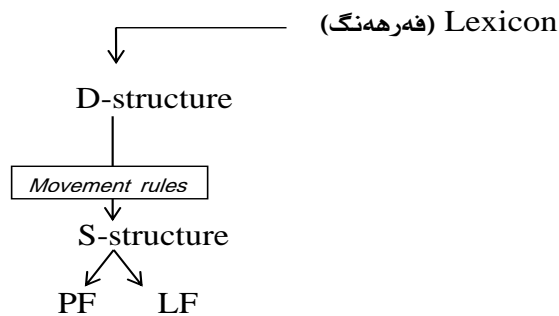 Lexicon (فەرهەنگ)
D-structure
Movement rules
S-structure
PF LF